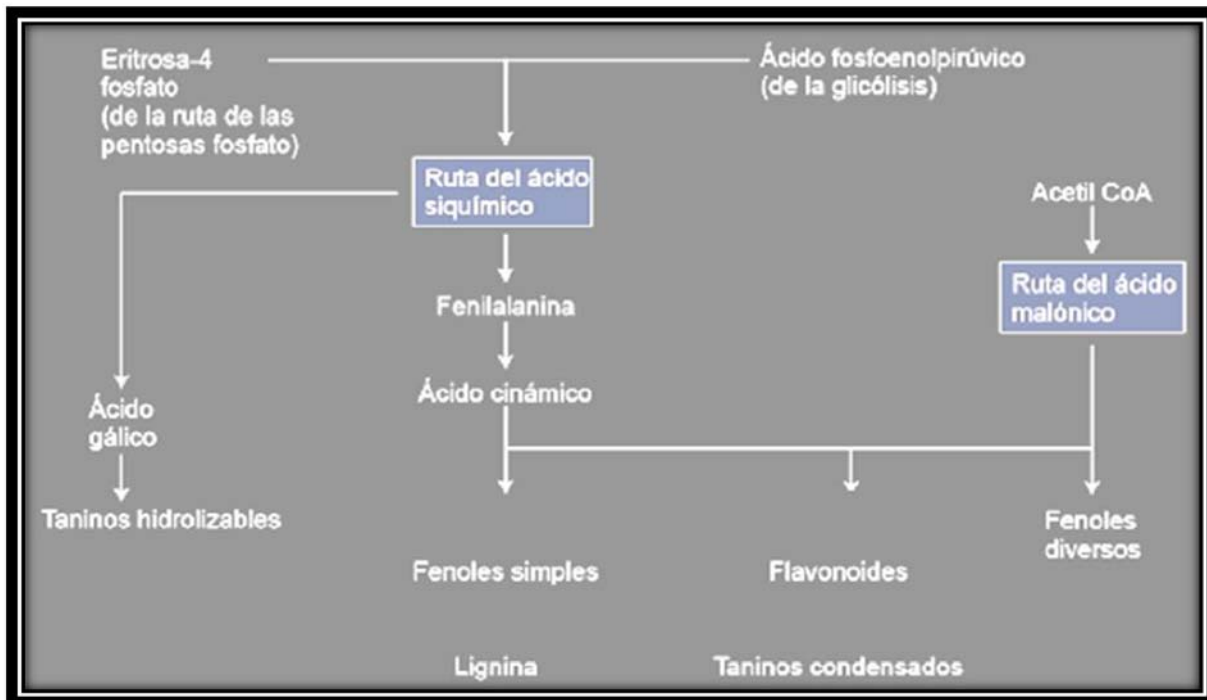 Eritrosa-4
fosfato
(de la ruta de las
pentosas fosfato)
Ácido fosfoenolpirúvico
(de la glicólisis)
Ruta del ácido
siquímico
Acetil CoA
Ruta del ácido
malónico
Fenilalanina
Ácido cinámico
Ácido
gálico
Taninos hidrolizables
Fenoles simples
Flavonoides
Fenoles
diversos
Lignina
Taninos condensados